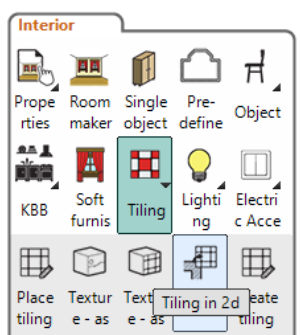 Interior
Prope Room Single Pre- Object
rties maker object define
KBB Soft Tiling Lighti Electri
furnis ng c Acce
Place Textur Text Tiling in 2d eate
tiling e - as e - as tiling